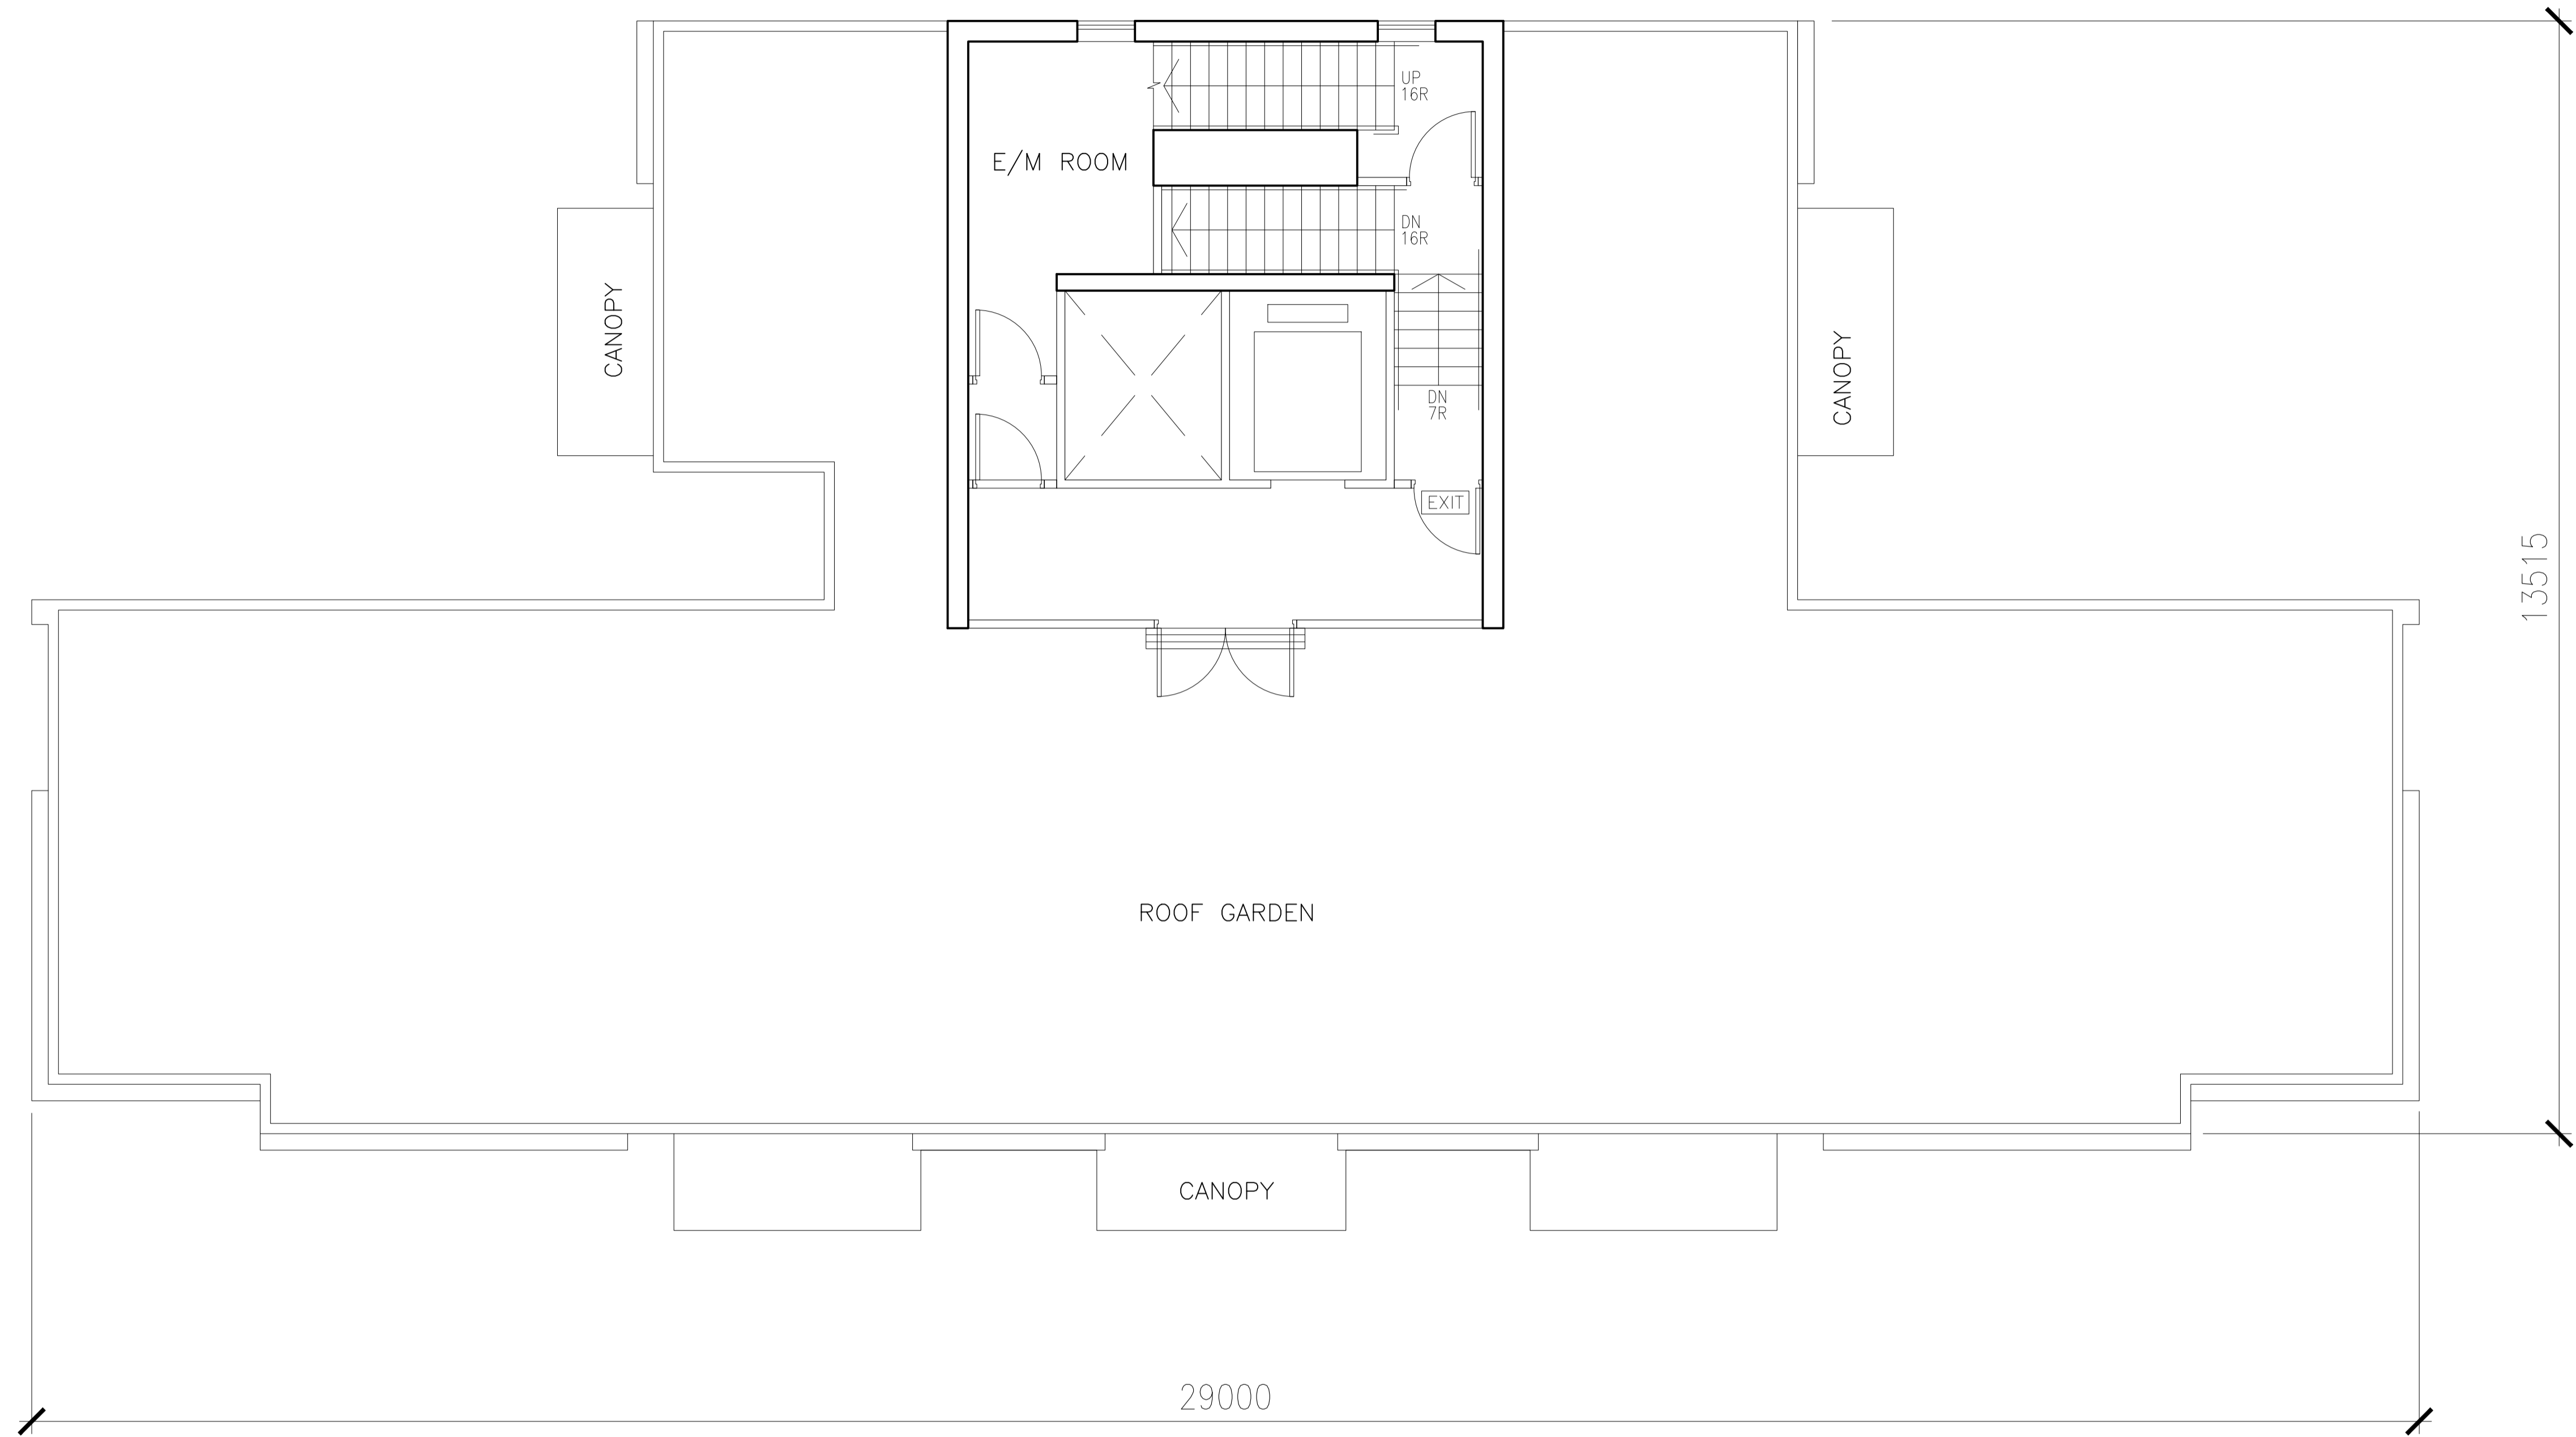 UP
16R
E/M ROOM
DN
16R
CANOPY
CANOPY
DN
7R
EXIT
13515
ROOF GARDEN
CANOPY
29000